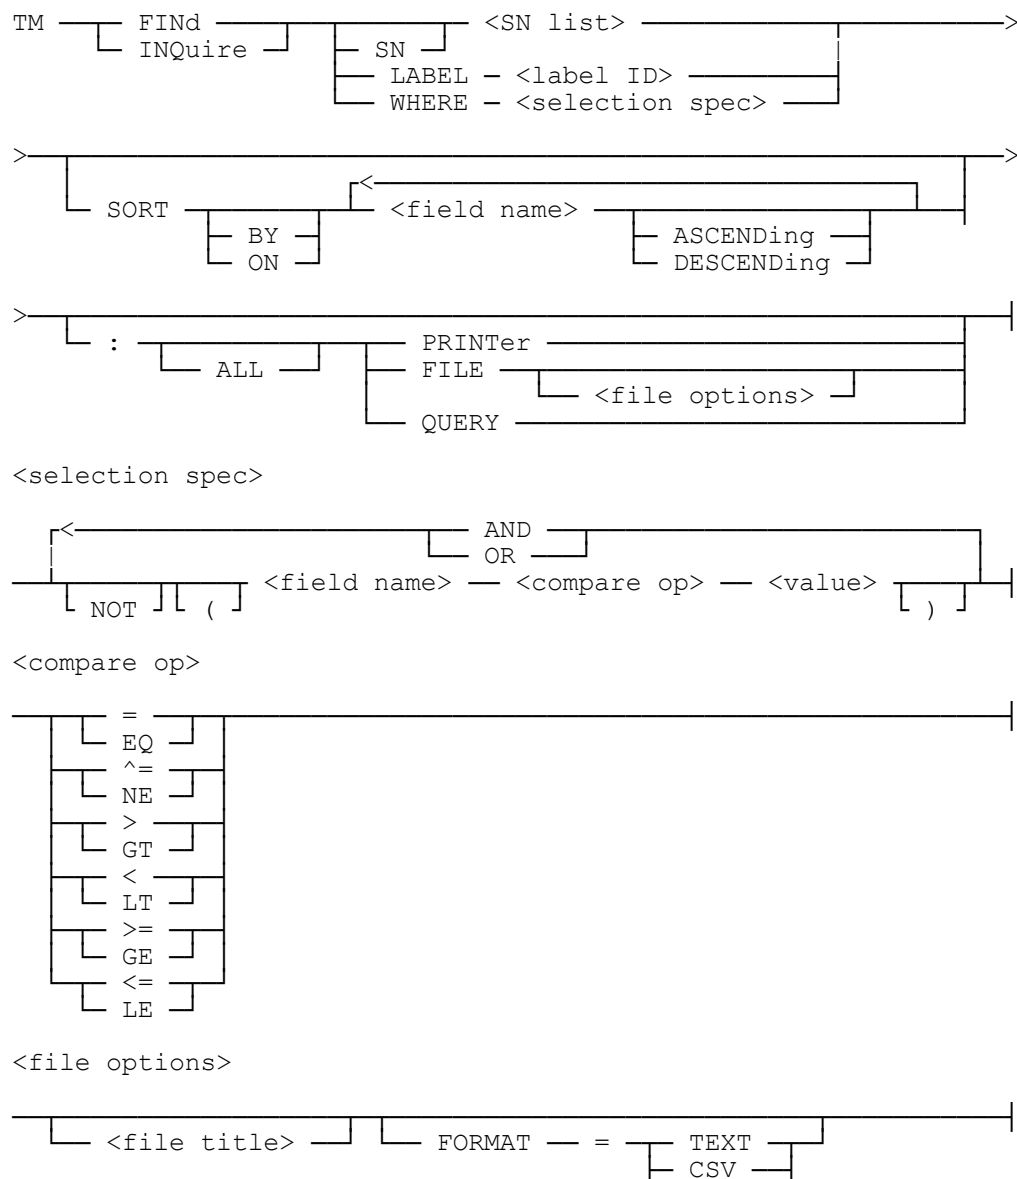 TM FINd <SN list> >
INQuire SN
LABEL - <label ID>
WHERE - <selection spec>
> >
<
SORT <field name>
BY ASCENDing
ON DESCENDing
>
: PRINTer
ALL FILE
<file options>
QUERY
<selection spec>
< AND
OR
<field name> <compare op> <value>
NOT ( )
<compare op>
=
EQ
^=
NE
>
GT
<
LT
>=
GE
<=
LE
<file options>
<file title> FORMAT = TEXT
CSV